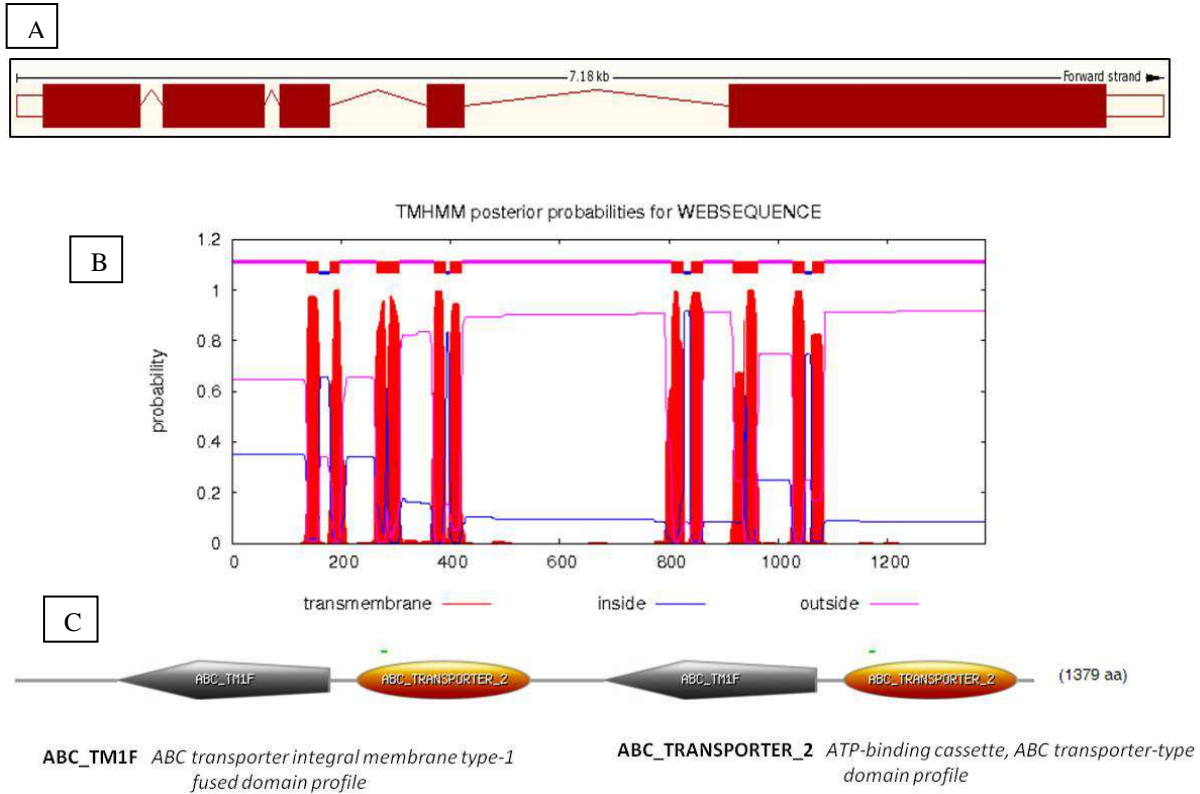 A
7.18 kb
Forward strand
TMHMM posterior probabilities for WEBSEQUENCE
B
probability
1.2
1
0.8
0.6
0.4
0.2
0
0 200 400 600 800 1000 1200
transmembrane inside outside
C
ABC_TM1F ABC_TRANSPORTER_2 ABC_TM1F ABC_TRANSPORTER_2 (1379 aa)
ABC_TM1F ABC transporter integral membrane type-1
fused domain profile
ABC_TRANSPORTER_2 ATP-binding cassette, ABC transporter-type
domain profile